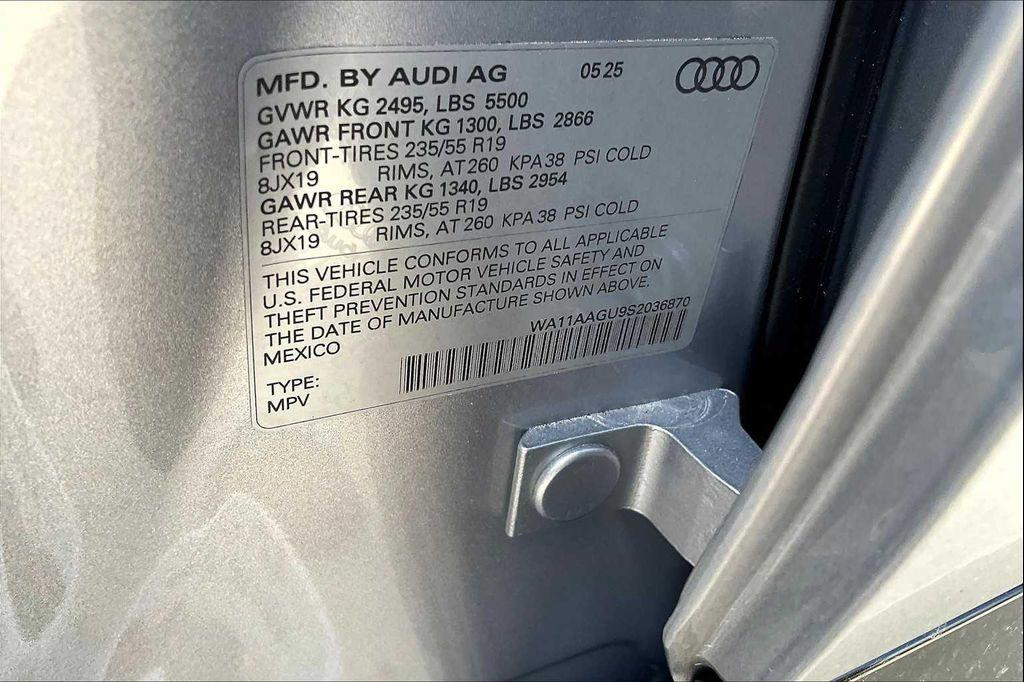 MFD. BY AUDI AG 05 25
GVWR KG 2495, LBS 5500
GAWR FRONT KG 1300, LBS 2866
FRONT-TIRES 235/55 R19
8JX19 RIMS, AT 260 KPA 38 PSI COLD
GAWR REAR KG 1340, LBS 2954
REAR-TIRES 235/55 R19
8JX19 RIMS, AT 260 KPA 38 PSI COLD
THIS VEHICLE CONFORMS TO ALL APPLICABLE
U.S. FEDERAL MOTOR VEHICLE SAFETY AND
THEFT PREVENTION STANDARDS IN EFFECT ON
THE DATE OF MANUFACTURE SHOWN ABOVE.
MEXICO WA11AAGU9S2036870
TYPE:
MPV